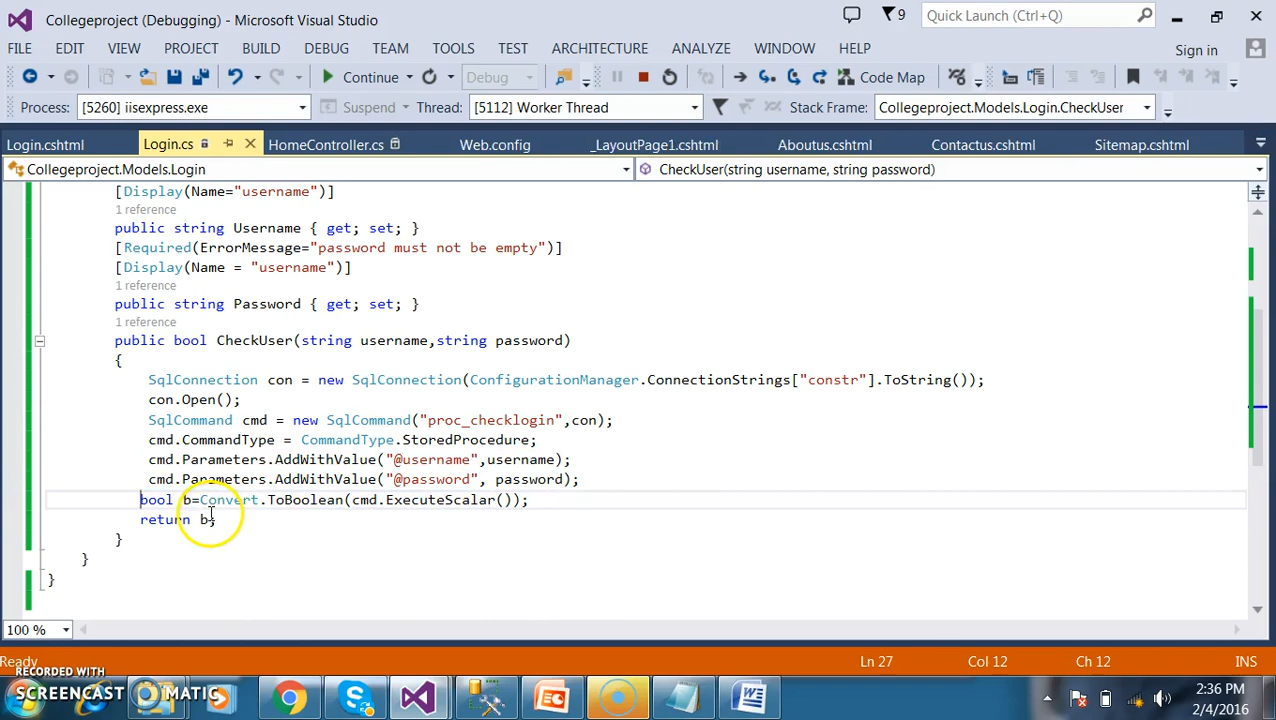 Collegeproject (Debugging) - Microsoft Visual Studio
9
Quick Launch (Ctrl+Q)
FILE EDIT VIEW PROJECT BUILD DEBUG TEAM TOOLS TEST ARCHITECTURE ANALYZE WINDOW HELP
Sign in
Continue Debug Code Map
Process: [5260] iisexpress.exe Suspend Thread: [5112] Worker Thread Stack Frame: Collegeproject.Models.Login.CheckUser
Login.cshtml Login.cs HomeController.cs Web.config _LayoutPage1.cshtml Aboutus.cshtml Contactus.cshtml Sitemap.cshtml
Collegeproject.Models.Login CheckUser(string username, string password)
[Display(Name="username")]
1 reference
public string Username { get; set; }
[Required(ErrorMessage="password must not be empty")]
[Display(Name = "username")]
1 reference
public string Password { get; set; }
1 reference
public bool CheckUser(string username,string password)
{
SqlConnection con = new SqlConnection(ConfigurationManager.ConnectionStrings["constr"].ToString());
con.Open();
SqlCommand cmd = new SqlCommand("proc_checklogin",con);
cmd.CommandType = CommandType.StoredProcedure;
cmd.Parameters.AddWithValue("@username",username);
cmd.Parameters.AddWithValue("@password", password);
bool b=Convert.ToBoolean(cmd.ExecuteScalar());
return b;
}
}
}
100 %
Ready Ln 27 Col 12 Ch 12 INS
RECORDED WITH
SCREENCAST MATIC
2:36 PM
2/4/2016